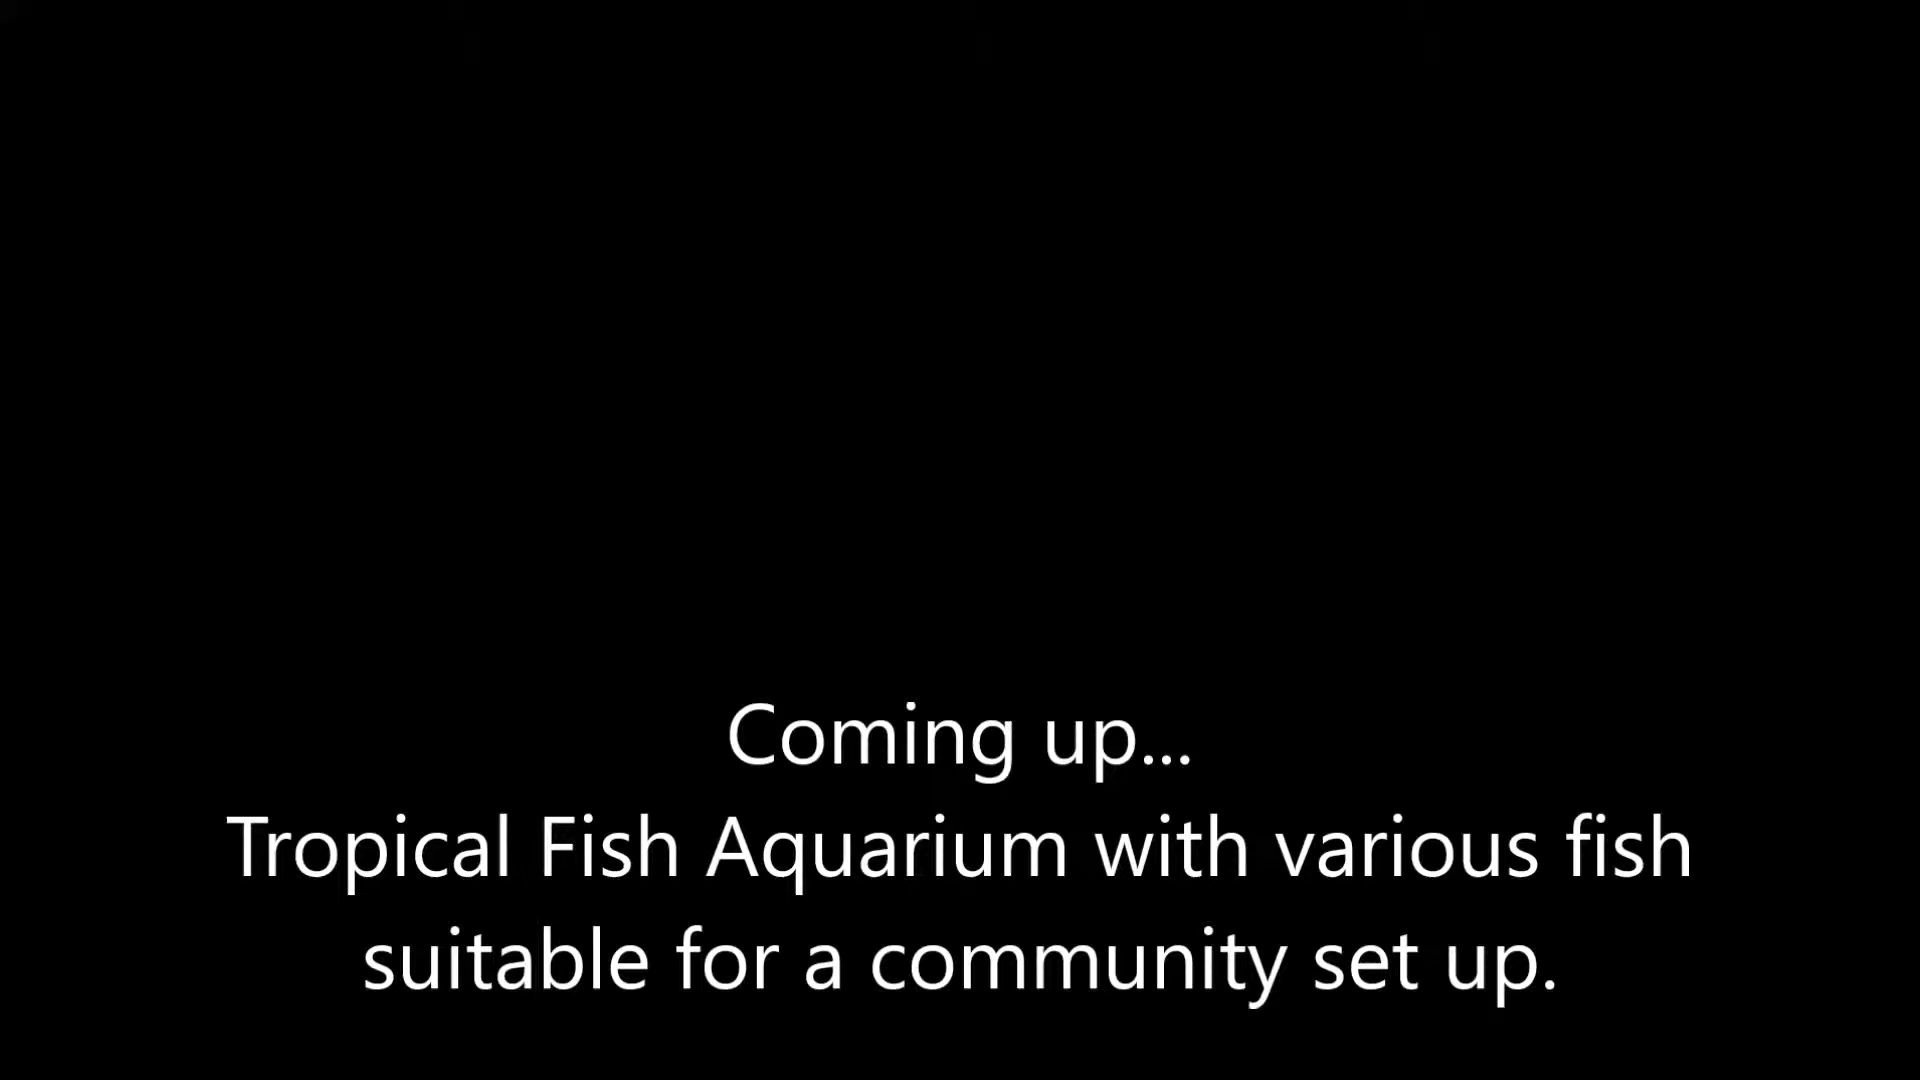 Coming up...
Tropical Fish Aquarium with various fish
suitable for a community set up.